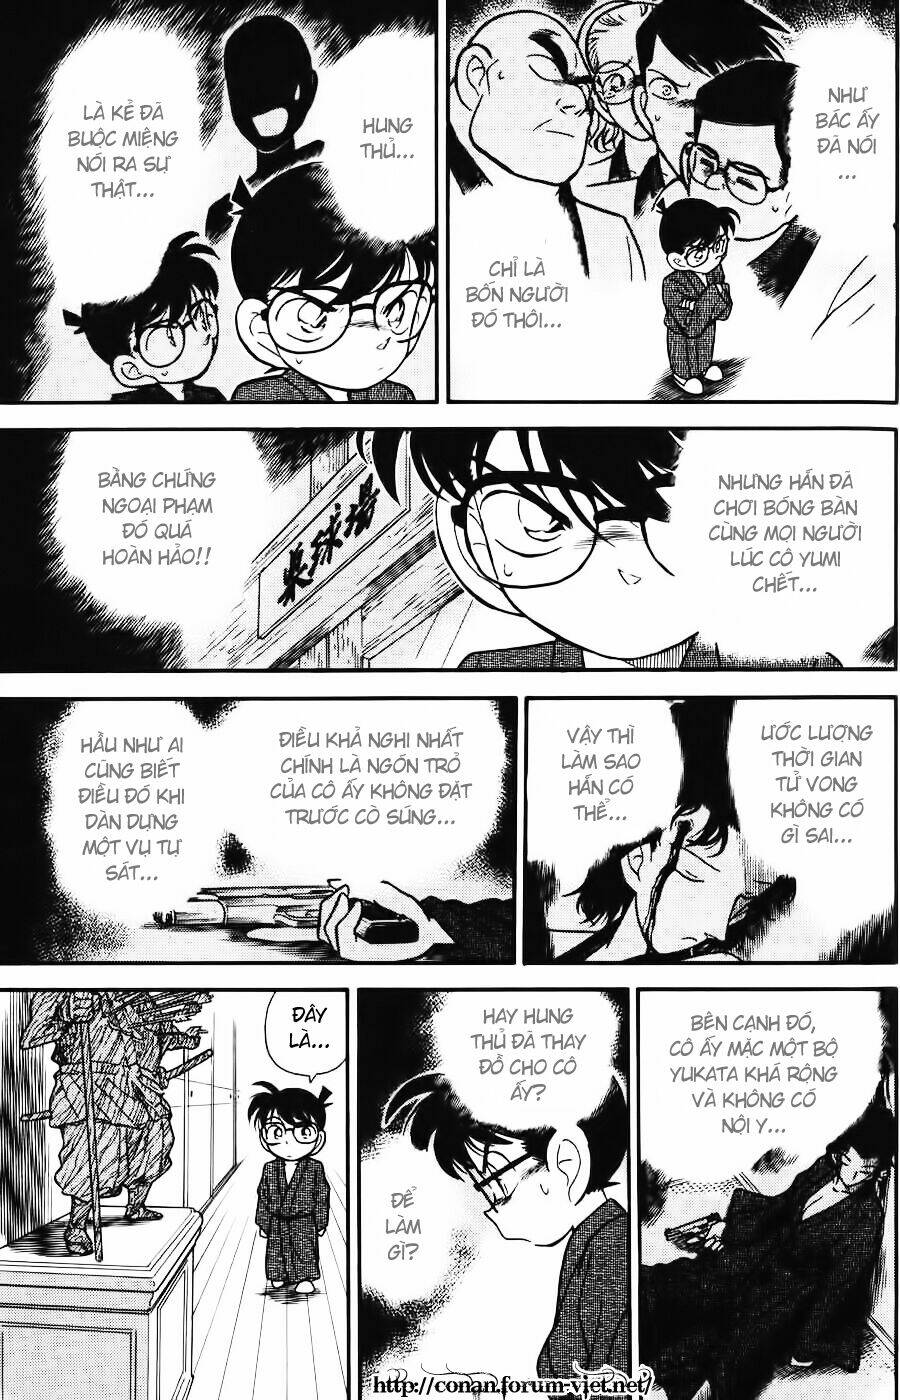 NHƯ
BÁC ẤY
ĐÃ NÓI
...
CHỈ LÀ
BỐN NGƯỜI
ĐÓ THÔI...
HUNG
THỦ...
LÀ KẺ ĐÃ
BUỘC MIỆNG
NÓI RA SỰ
THẬT...
NHƯNG HẮN ĐÃ
CHƠI BÓNG BÀN
CÙNG MỌI NGƯỜI
LÚC CÔ YUMI
CHẾT...
BẰNG CHỨNG
NGOẠI PHẠM
ĐÓ QUÁ
HOÀN HẢO!!
ƯỚC LƯỢNG
THỜI GIAN
TỬ VONG
KHÔNG CÓ
GÌ SAI...
VẬY THÌ
LÀM SAO
HẮN CÓ
THỂ...
ĐIỀU KHẢ NGHI NHẤT
CHÍNH LÀ NGÓN TRỎ
CỦA CÔ ẤY KHÔNG ĐẶT
TRƯỚC CÒ SÚNG...
HẦU NHƯ AI
CŨNG BIẾT
ĐIỀU ĐÓ KHI
DÀN DỰNG
MỘT VỤ TỰ
SÁT...
BÊN CẠNH ĐÓ,
CÔ ẤY MẶC MỘT BỘ
YUKATA KHÁ RỘNG
VÀ KHÔNG CÓ
NỘI Y...
HAY HUNG
THỦ ĐÃ THAY
ĐỒ CHO CÔ
ẤY?
ĐỂ
LÀM
GÌ?
ĐÂY
LÀ...
http://conan.forum-viet.net/